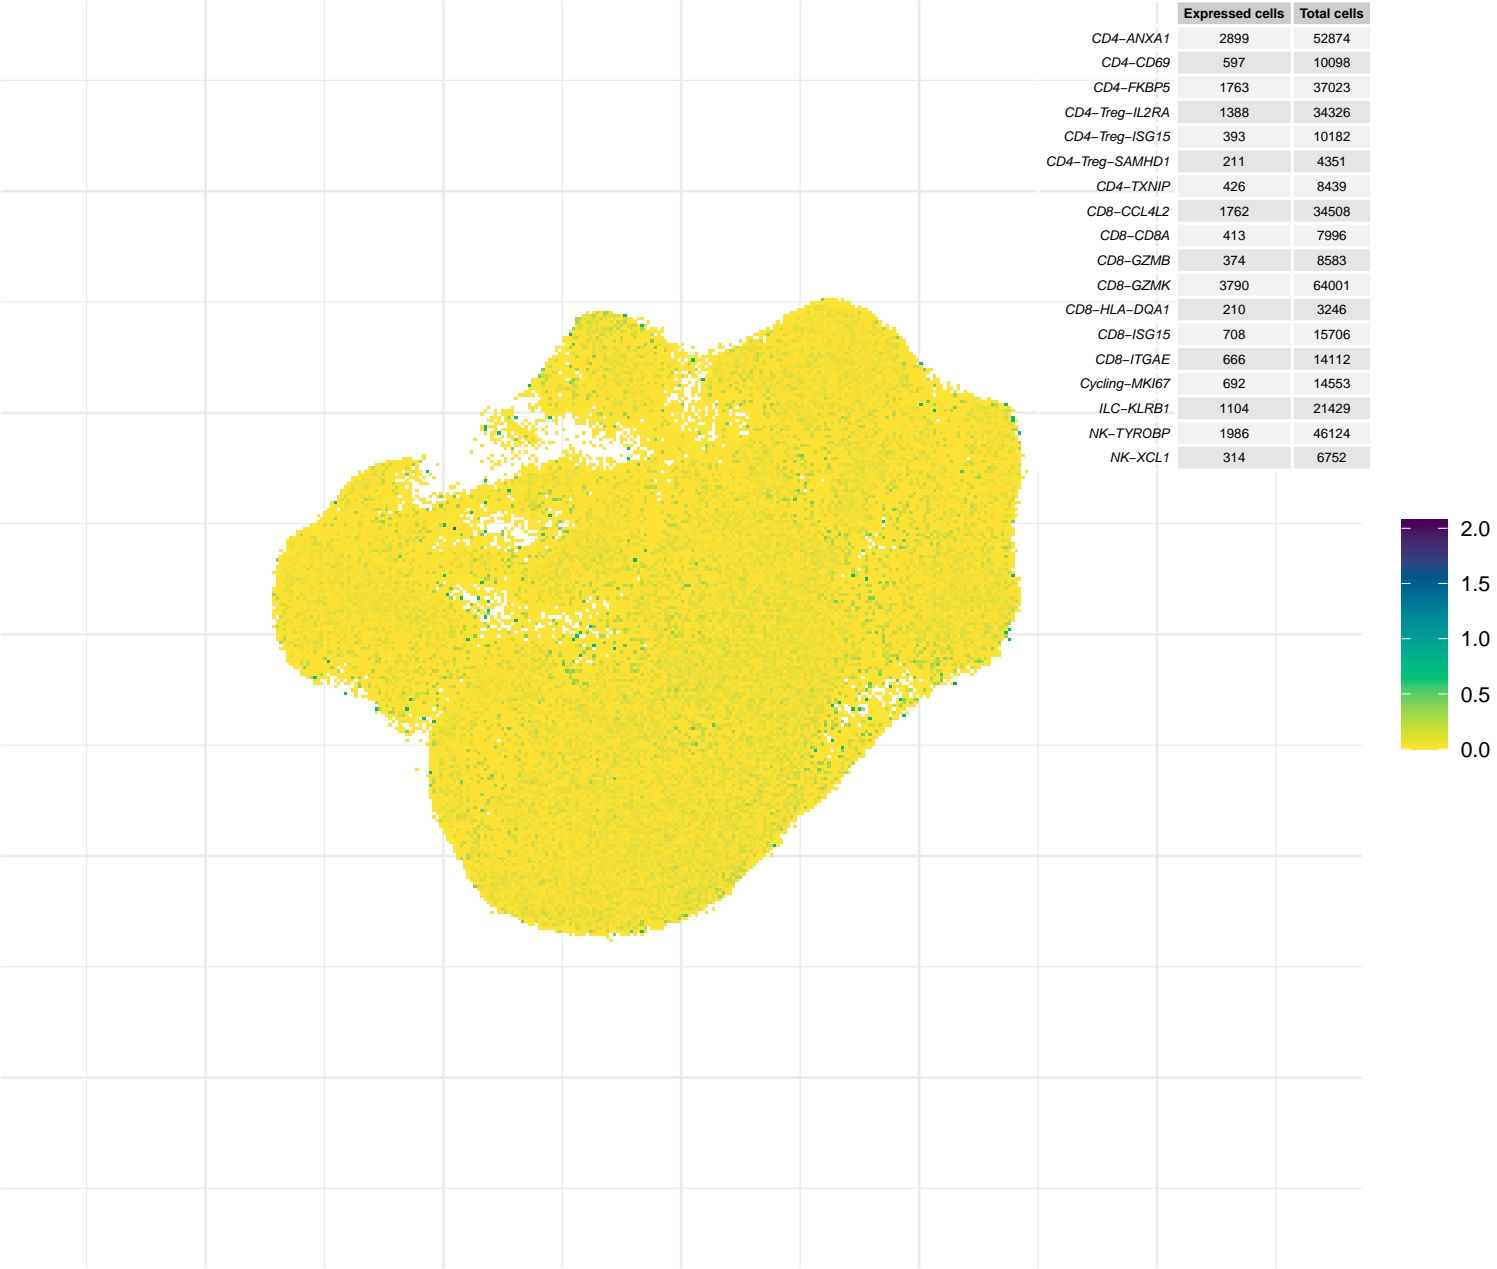 Expressed cells Total cells
CD4−ANXA1 2899 52874
CD4−CD69 597 10098
CD4−FKBP5 1763 37023
CD4−Treg−IL2RA 1388 34326
CD4−Treg−ISG15 393 10182
CD4−Treg−SAMHD1 211 4351
CD4−TXNIP 426 8439
CD8−CCL4L2 1762 34508
CD8−CD8A 413 7996
CD8−GZMB 374 8583
CD8−GZMK 3790 64001
CD8−HLA−DQA1 210 3246
CD8−ISG15 708 15706
CD8−ITGAE 666 14112
Cycling−MKI67 692 14553
ILC−KLRB1 1104 21429
NK−TYROBP 1986 46124
NK−XCL1 314 6752
2.0
1.5
1.0
0.5
0.0